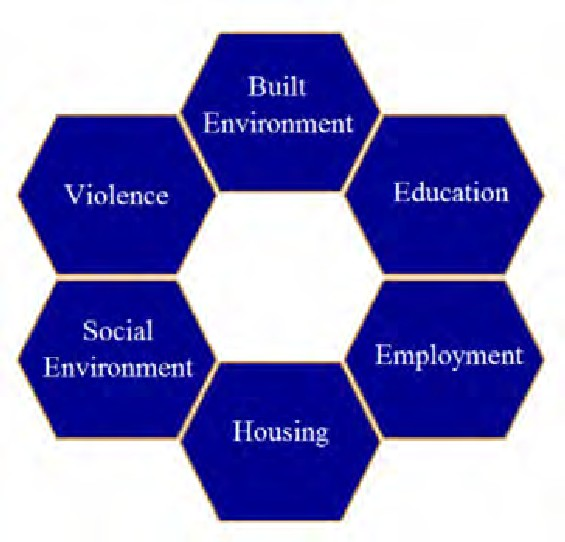 Built
Environment
Education
Employment
Housing
Social
Environment
Violence